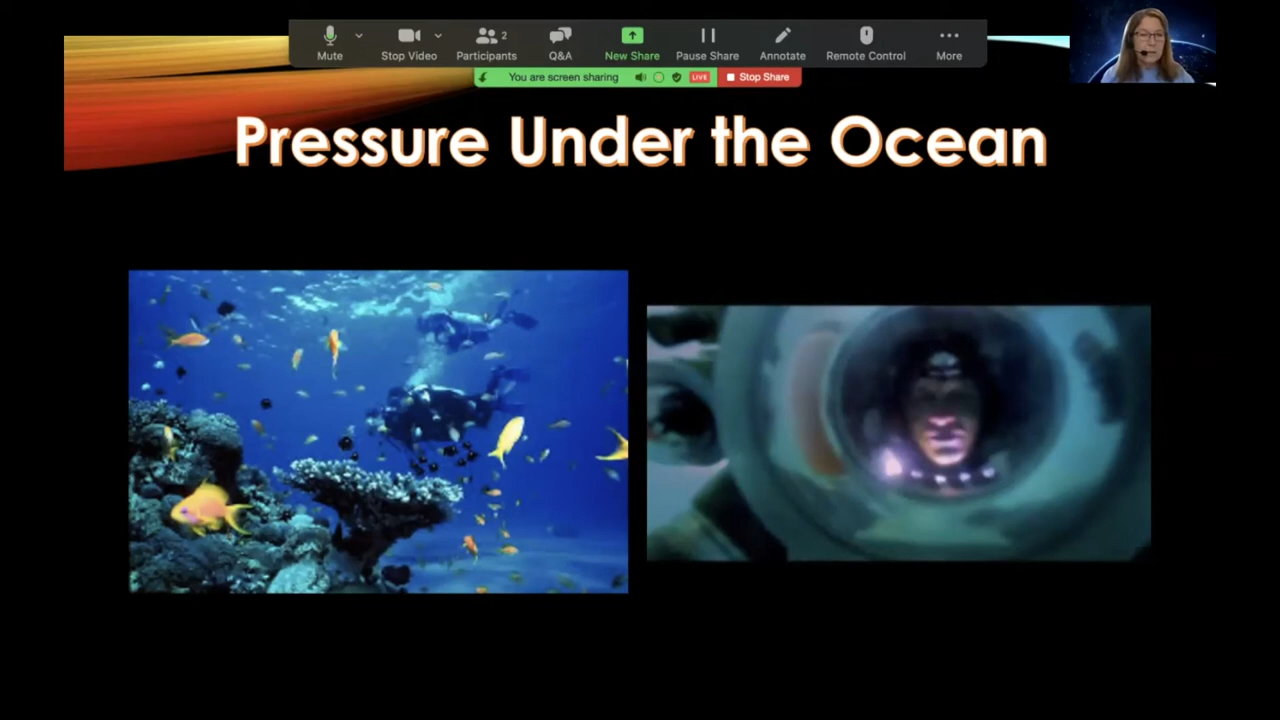 Mute
Stop Video
2
Participants
Q&A
New Share
Pause Share
Annotate
Remote Control
More
You are screen sharing
LIVE
Stop Share
Pressure Under the Ocean